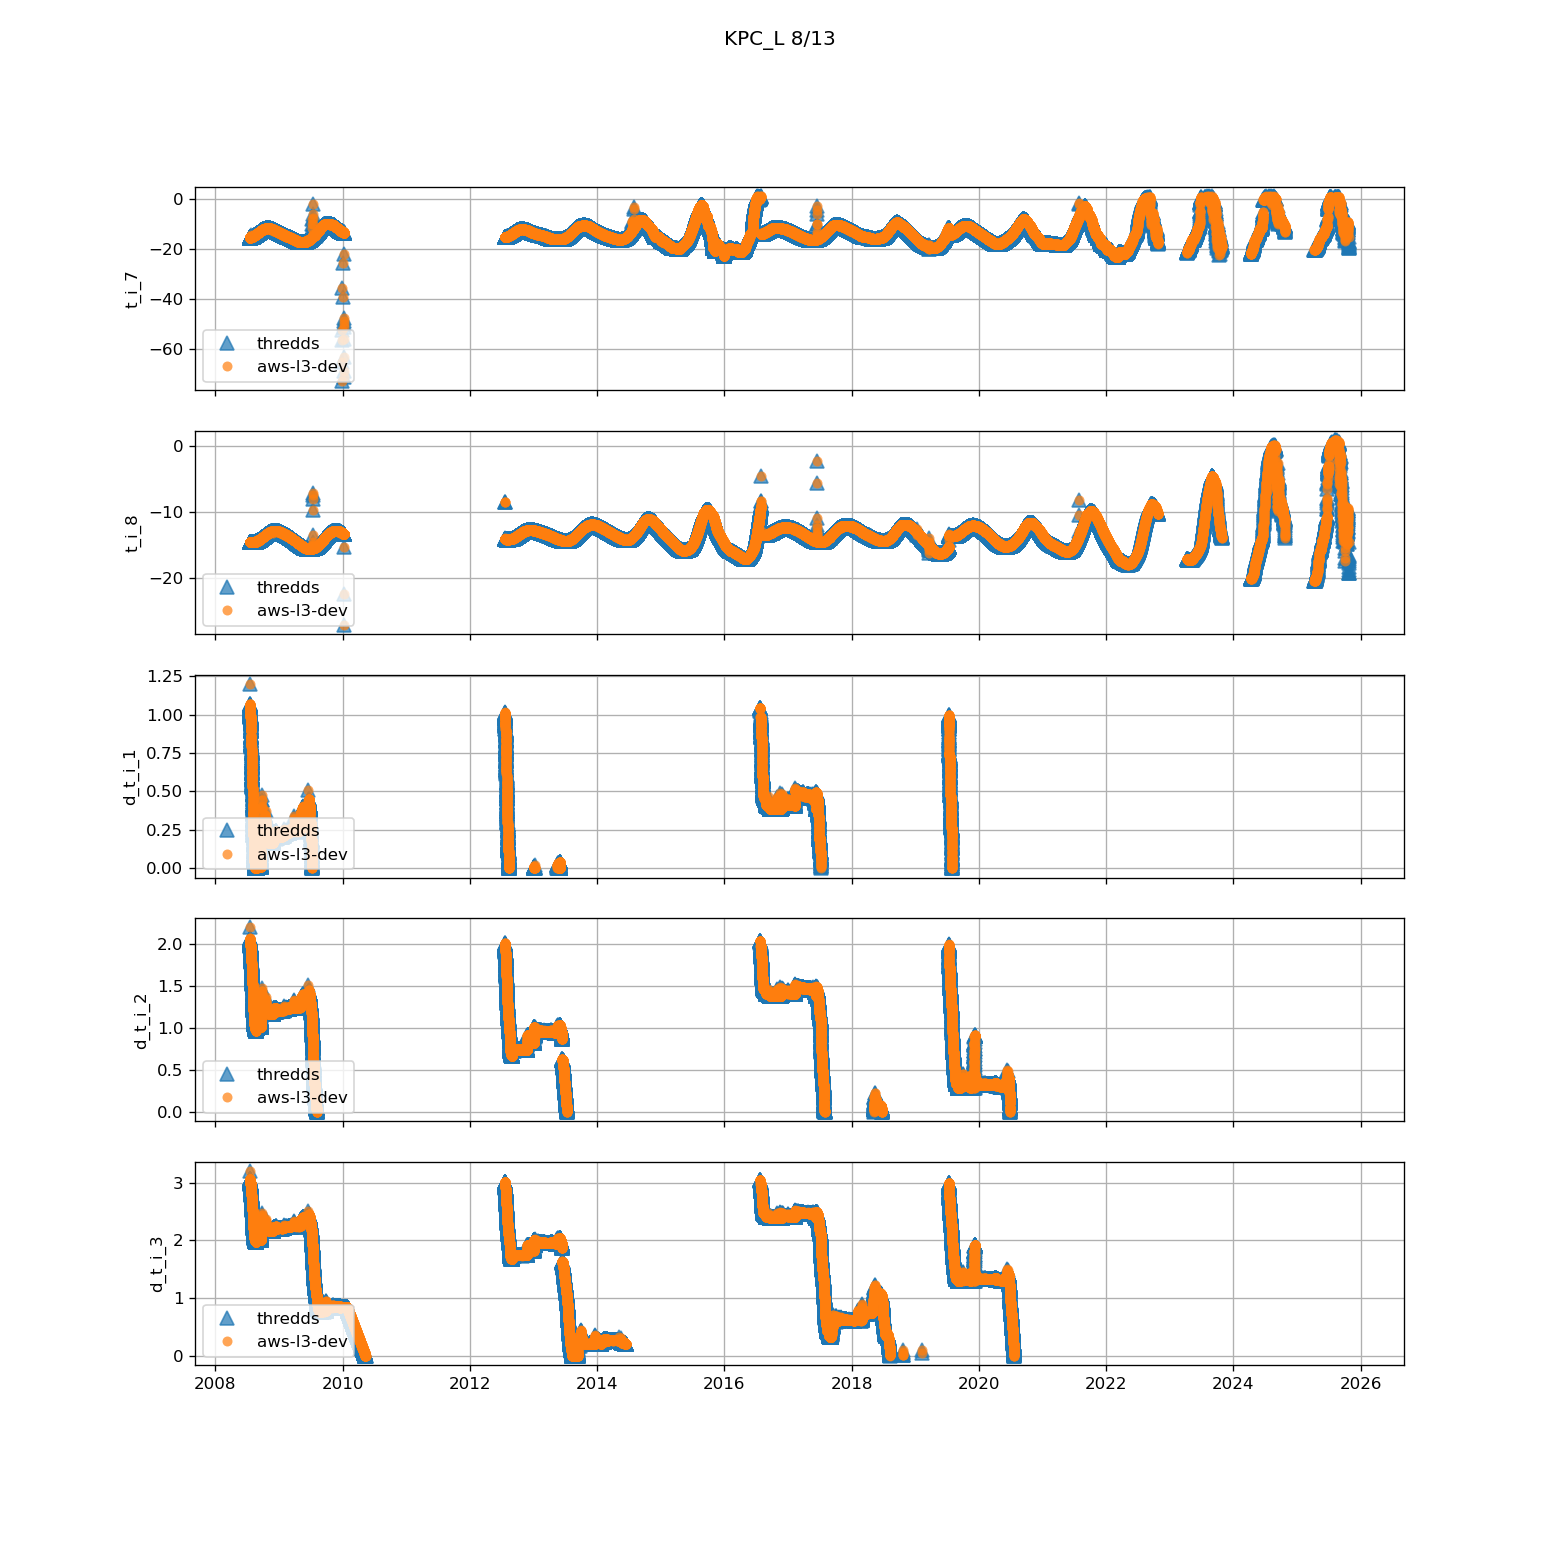 KPC_L 8/13
0
−20
−40
−60
t_i_7
thredds
aws-l3-dev
0
−10
−20
t_i_8
thredds
aws-l3-dev
1.25
1.00
0.75
0.50
0.25
0.00
d_t_i_1
thredds
aws-l3-dev
2.0
1.5
1.0
0.5
0.0
d_t_i_2
thredds
aws-l3-dev
3
2
1
0
d_t_i_3
thredds
aws-l3-dev
2008 2010 2012 2014 2016 2018 2020 2022 2024 2026